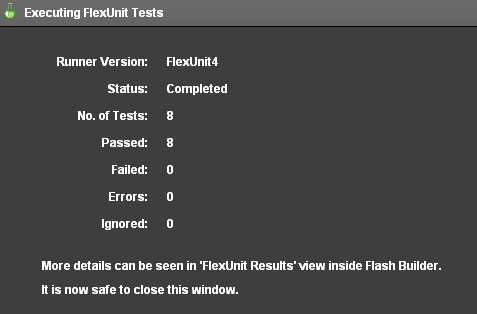 Executing FlexUnit Tests
Runner Version: FlexUnit4
Status: Completed
No. of Tests: 8
Passed: 8
Failed: 0
Errors: 0
Ignored: 0
More details can be seen in 'FlexUnit Results' view inside Flash Builder.
It is now safe to close this window.